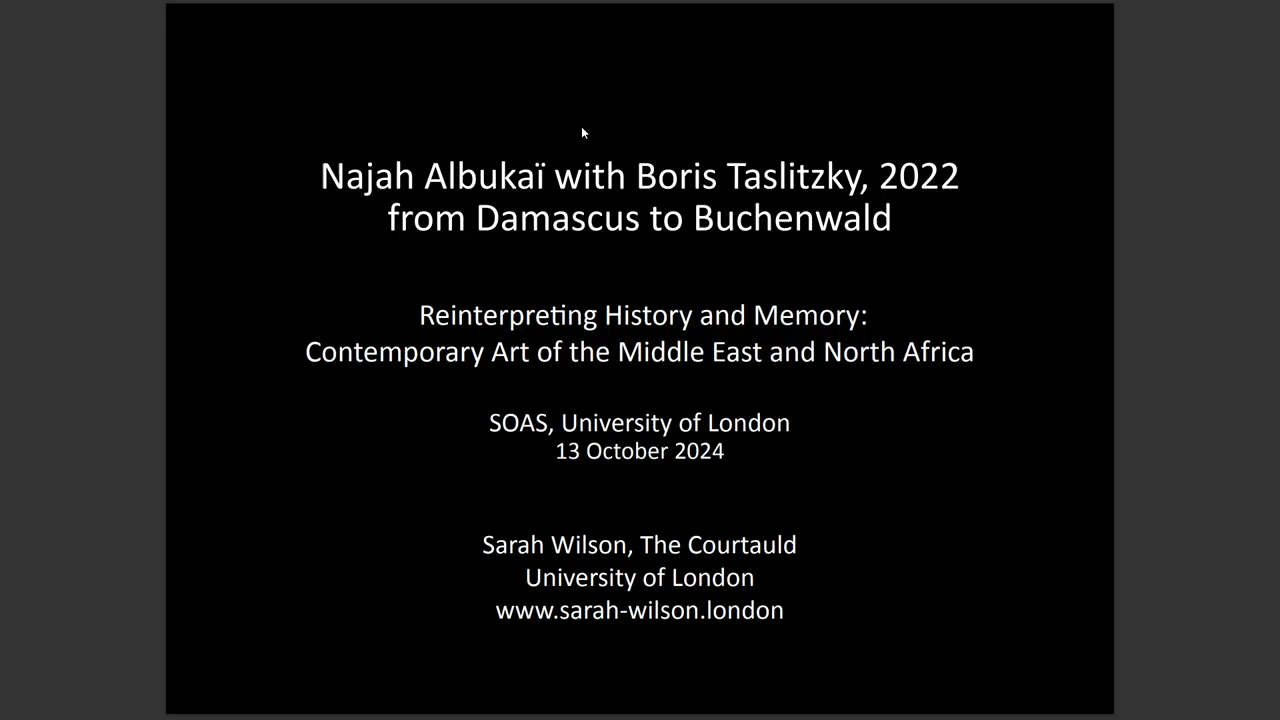 Najah Albukaï with Boris Taslitzky, 2022
from Damascus to Buchenwald
Reinterpreting History and Memory:
Contemporary Art of the Middle East and North Africa
SOAS, University of London
13 October 2024
Sarah Wilson, The Courtauld
University of London
www.sarah-wilson.london